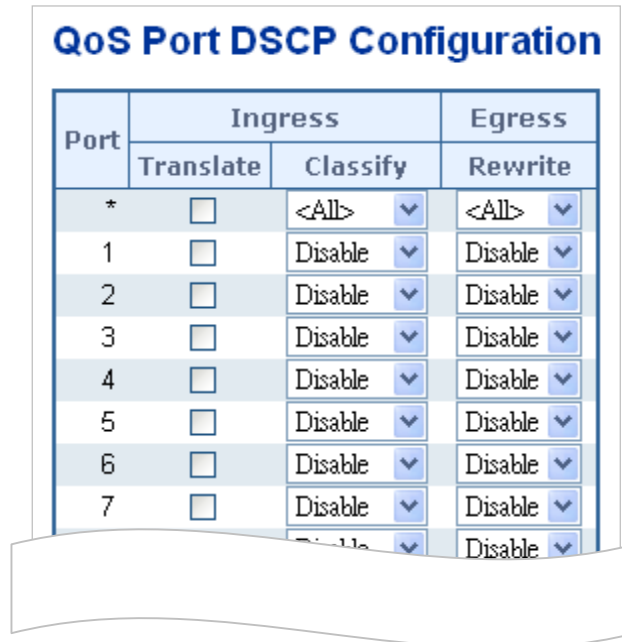 QoS Port DSCP Configuration
Port Ingress Egress
Translate Classify Rewrite
* <All> <All>
1 Disable Disable
2 Disable Disable
3 Disable Disable
4 Disable Disable
5 Disable Disable
6 Disable Disable
7 Disable Disable
Disable